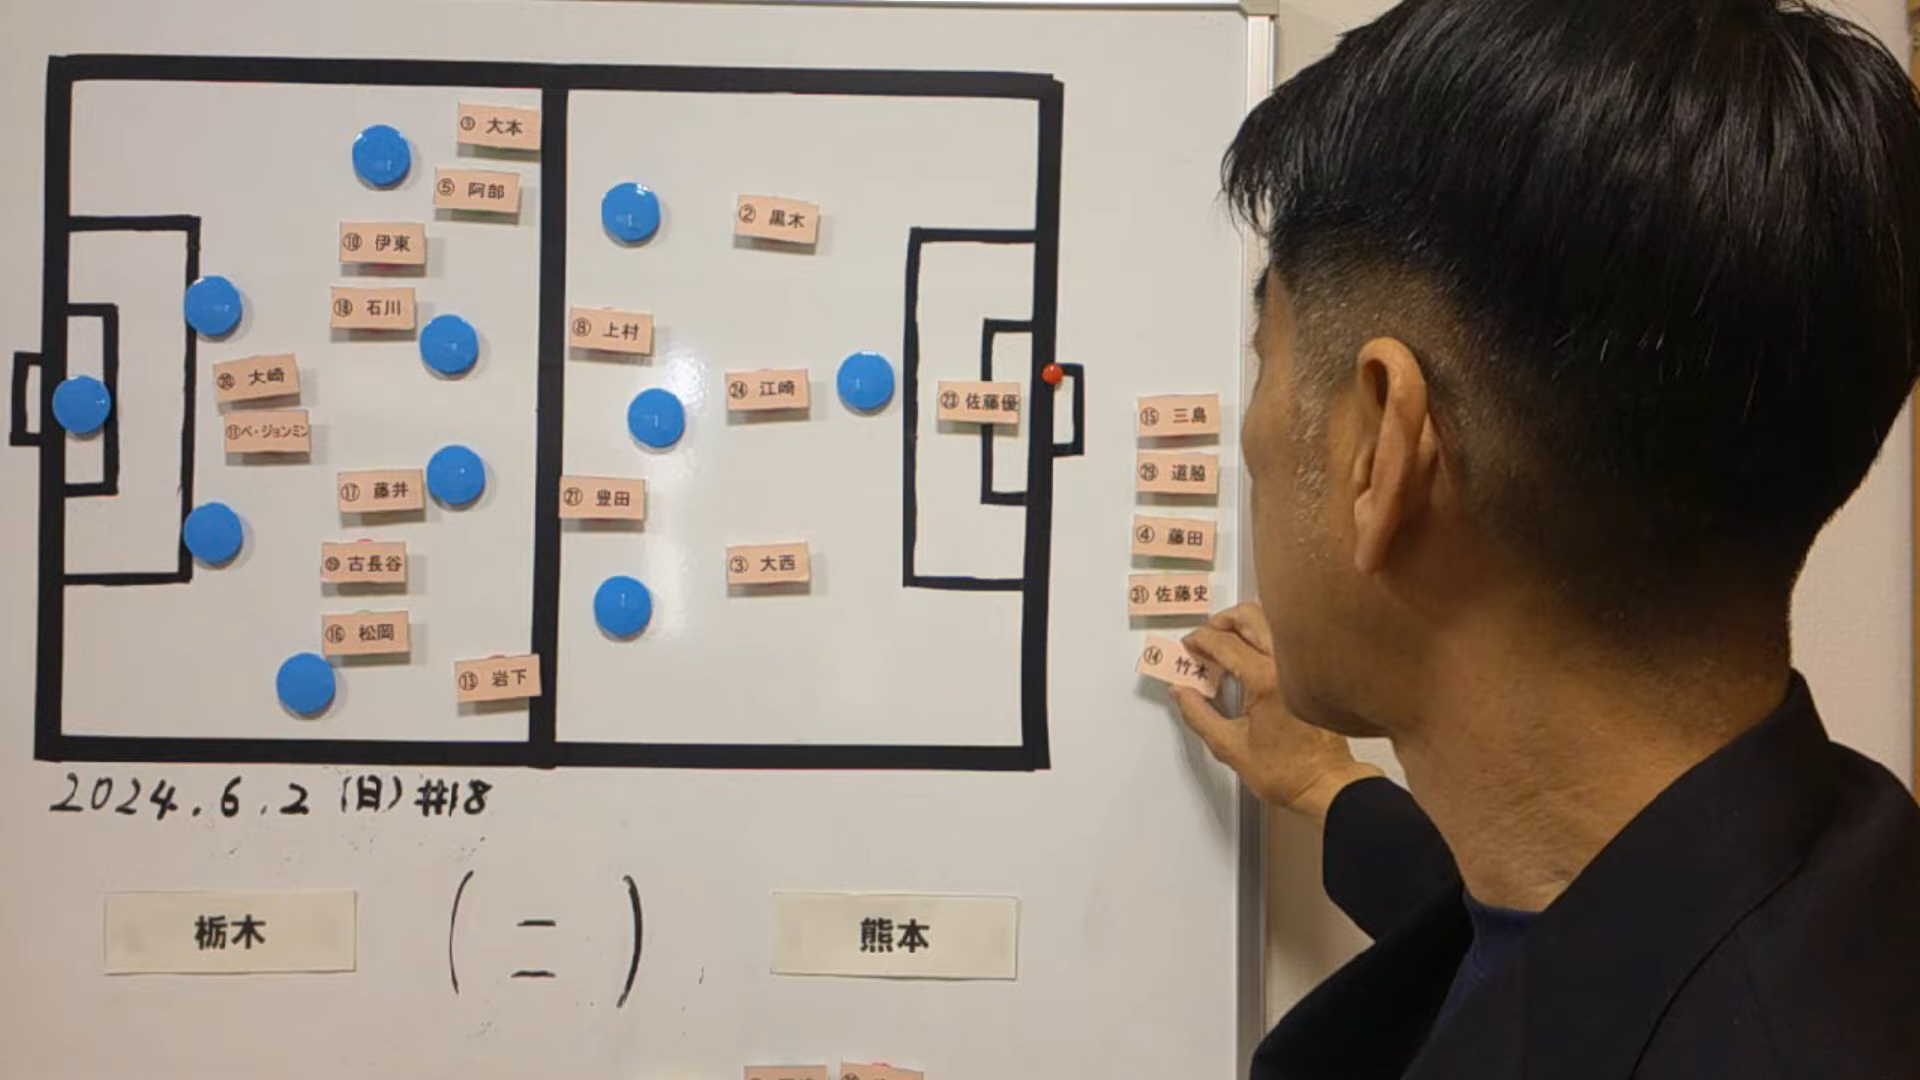 ⑨ 大本
⑤ 阿部
⑩ 伊東
② 黒木
⑱ 石川
⑧ 上村
⑳ 大崎
㉔ 江崎
㉓ 佐藤優
⑪ペ・ジョンミン
⑰ 藤井
㉑ 豊田
⑲ 古長谷
③ 大西
⑯ 松岡
⑬ 岩下
⑮ 三島
㉙ 道脇
④ 藤田
㉛ 佐藤史
⑭ 竹本
2024.6.2(日)#18
栃木 ( = ) 熊本